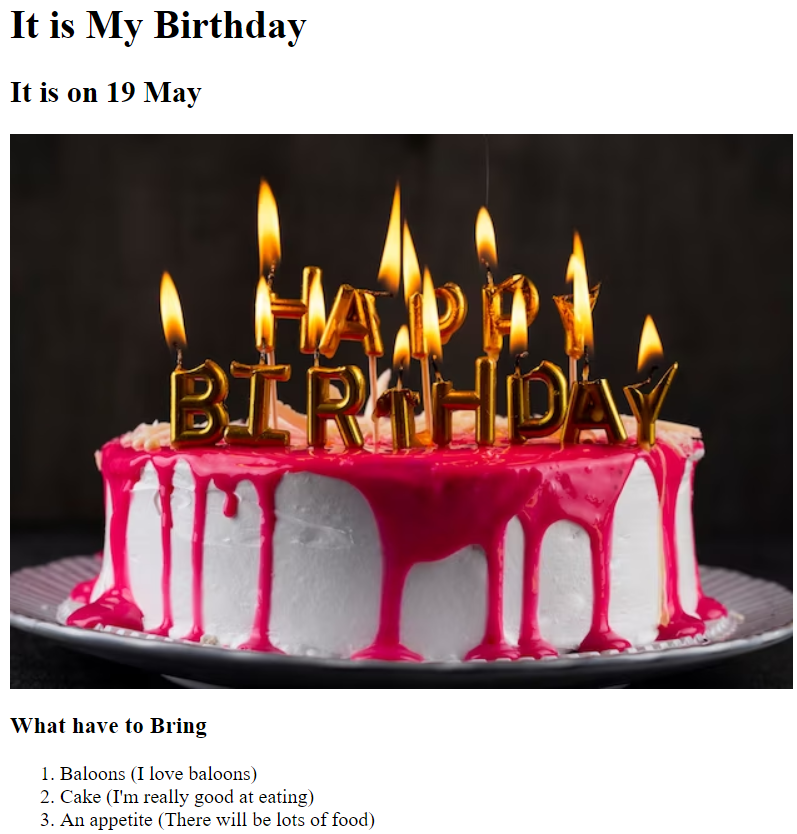 It is My Birthday
It is on 19 May
HAPPY
BIRTHDAY
What have to Bring
1. Baloons (I love baloons)
2. Cake (I'm really good at eating)
3. An appetite (There will be lots of food)